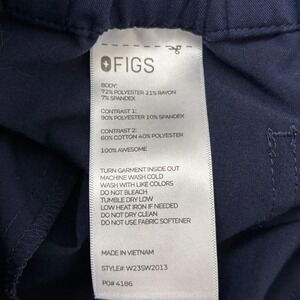 FIGS
BODY:
72% POLYESTER 21% RAYON
7% SPANDEX
CONTRAST 1:
90% POLYESTER 10% SPANDEX
CONTRAST 2:
60% COTTON 40% POLYESTER
100% AWESOME
TURN GARMENT INSIDE OUT
MACHINE WASH COLD
WASH WITH LIKE COLORS
DO NOT BLEACH
TUMBLE DRY LOW
LOW HEAT IRON IF NEEDED
DO NOT DRY CLEAN
DO NOT USE FABRIC SOFTENER
MADE IN VIETNAM
STYLE#: W23SW2013
PO# 4186